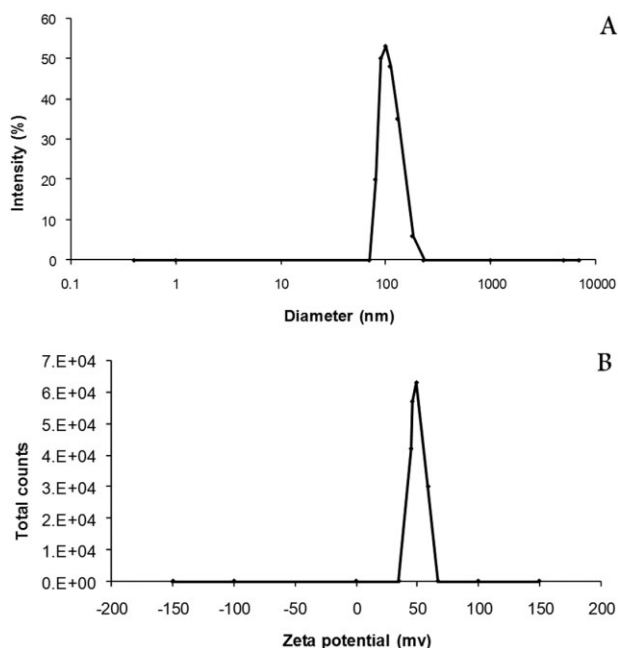 A
60
50
40
30
20
10
0
Intensity (%)
0.1 1 10 100 1000 10000
Diameter (nm)
B
7.E+04
6.E+04
5.E+04
4.E+04
3.E+04
2.E+04
1.E+04
0.E+00
Total counts
-200 -150 -100 -50 0 50 100 150 200
Zeta potential (mv)